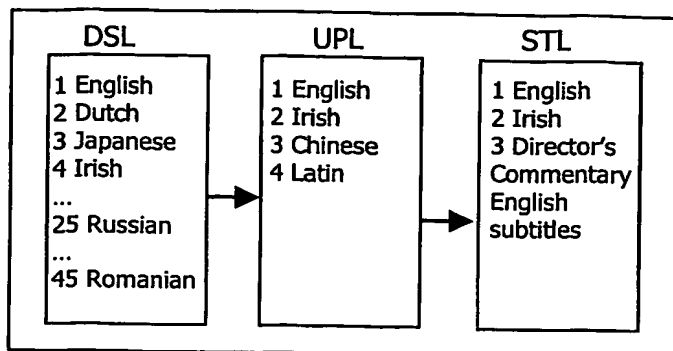 DSL
1 English
2 Dutch
3 Japanese
4 Irish
...
25 Russian
...
45 Romanian
UPL
1 English
2 Irish
3 Chinese
4 Latin
STL
1 English
2 Irish
3 Director's
Commentary
English
subtitles